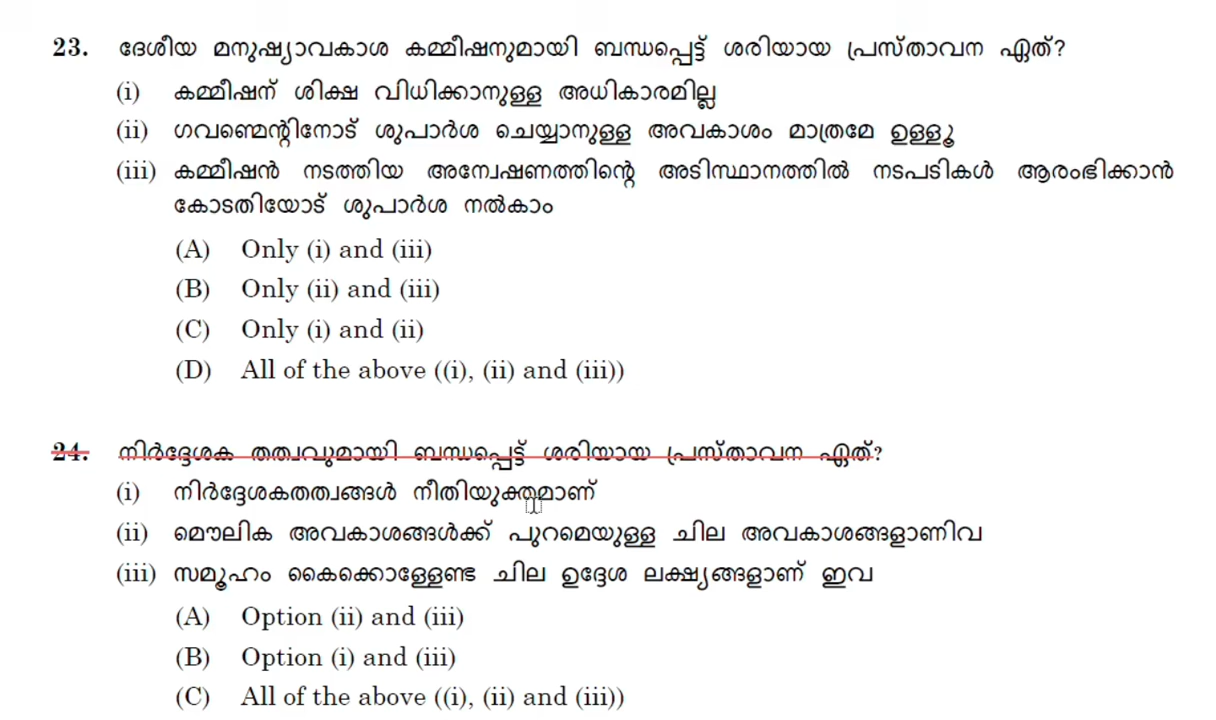 23. ദേശീയ മനുഷ്യാവകാശ കമ്മീഷനുമായി ബന്ധപ്പെട്ട് ശരിയായ പ്രസ്താവന ഏത്?
(i) കമ്മീഷന് ശിക്ഷ വിധിക്കാനുള്ള അധികാരമില്ല
(ii) ഗവണ്മെന്റിനോട് ശുപാർശ ചെയ്യാനുള്ള അവകാശം മാത്രമേ ഉള്ളൂ
(iii) കമ്മീഷൻ നടത്തിയ അന്വേഷണത്തിന്റെ അടിസ്ഥാനത്തിൽ നടപടികൾ ആരംഭിക്കാൻ
കോടതിയോട് ശുപാർശ നൽകാം
(A) Only (i) and (iii)
(B) Only (ii) and (iii)
(C) Only (i) and (ii)
(D) All of the above ((i), (ii) and (iii))
24. നിർദ്ദേശക തത്വവുമായി ബന്ധപ്പെട്ട് ശരിയായ പ്രസ്താവന ഏത്?
(i) നിർദ്ദേശകതത്വങ്ങൾ നീതിയുക്തമാണ്
(ii) മൌലിക അവകാശങ്ങൾക്ക് പുറമെയുള്ള ചില അവകാശങ്ങളാണിവ
(iii) സമൂഹം കൈക്കൊള്ളേണ്ട ചില ഉദ്ദേശ ലക്ഷ്യങ്ങളാണ് ഇവ
(A) Option (ii) and (iii)
(B) Option (i) and (iii)
(C) All of the above ((i), (ii) and (iii))